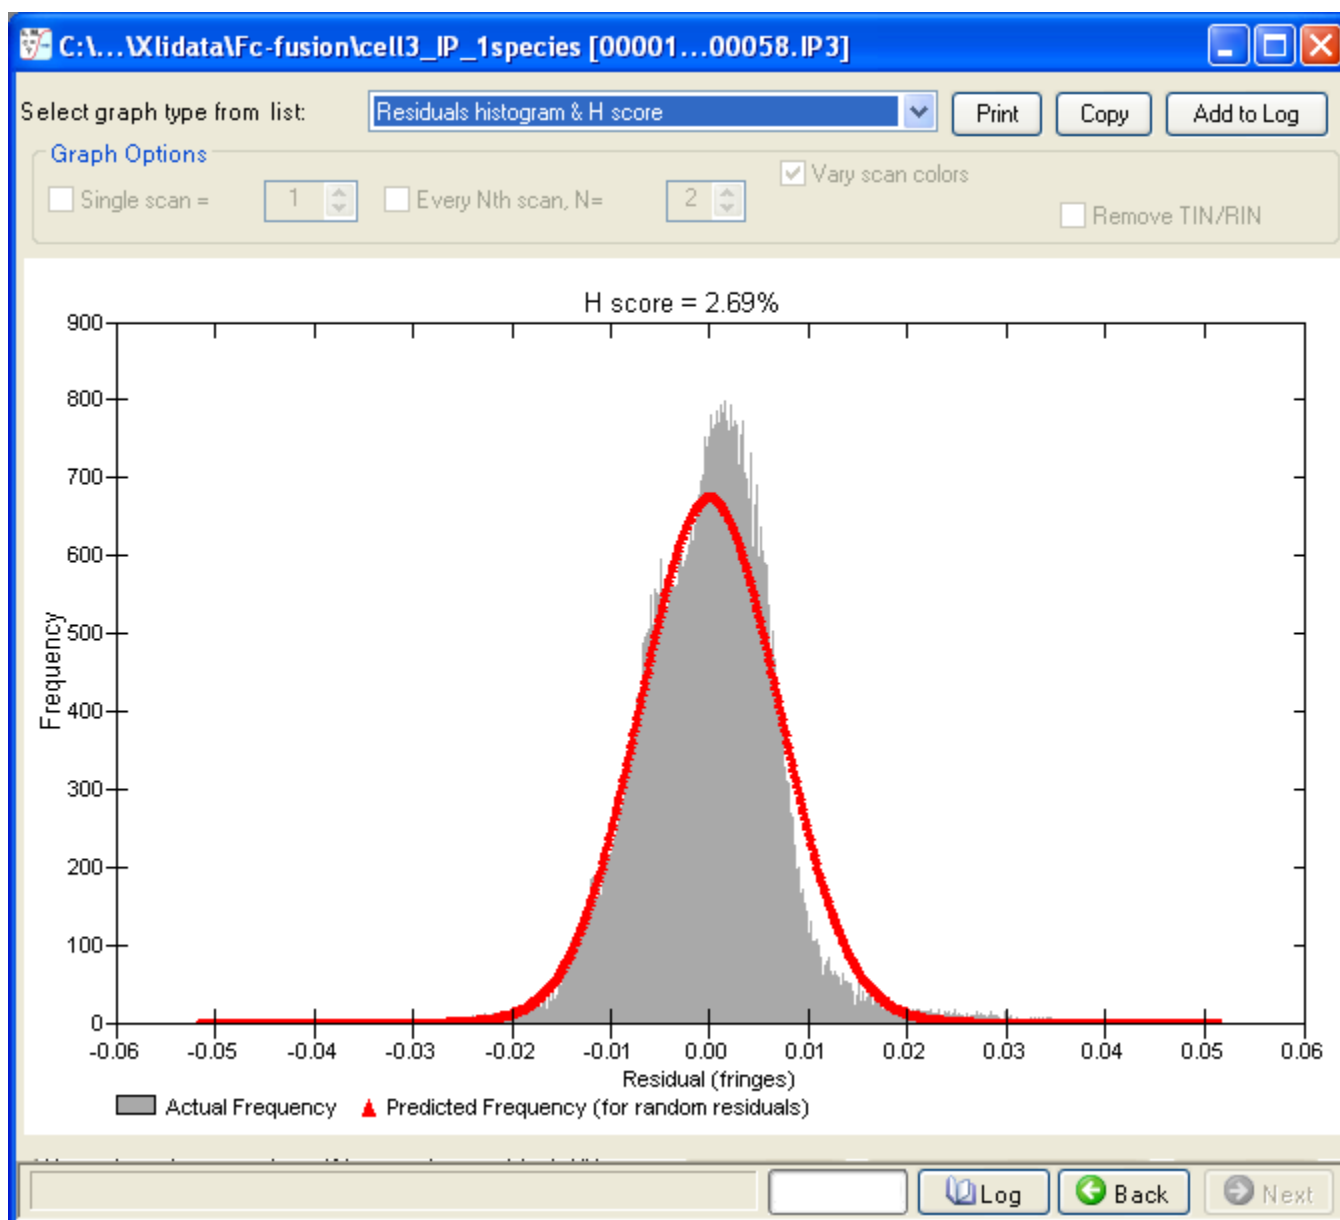 C:\...\Xlidata\Fc-fusion\cell3_IP_1species [00001...00058.IP3]
Select graph type from list: Residuals histogram & H score Print Copy Add to Log
Graph Options
Single scan = 1 Every Nth scan, N= 2 Vary scan colors
Remove TIN/RIN
H score = 2.69%
900
800
700
600
500
400
300
200
100
0
Frequency
-0.06 -0.05 -0.04 -0.03 -0.02 -0.01 0.00 0.01 0.02 0.03 0.04 0.05 0.06
Residual (fringes)
Actual Frequency Predicted Frequency (for random residuals)
Log Back Next